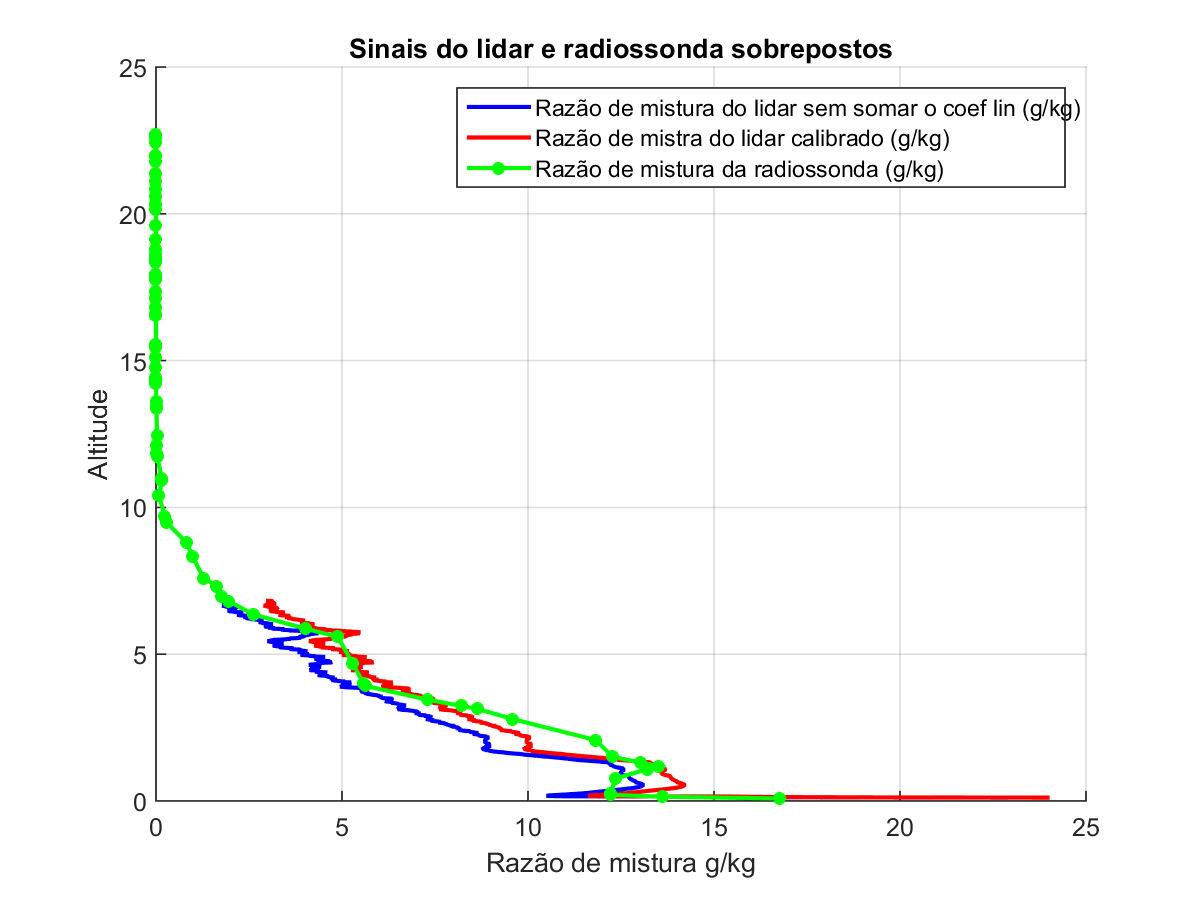 Sinais do lidar e radiossonda sobrepostos
25
Razão de mistura do lidar sem somar o coef lin (g/kg)
Razão de mistra do lidar calibrado (g/kg)
Razão de mistura da radiossonda (g/kg)
20
15
Altitude
10
5
0
0 5 10 15 20 25
Razão de mistura g/kg